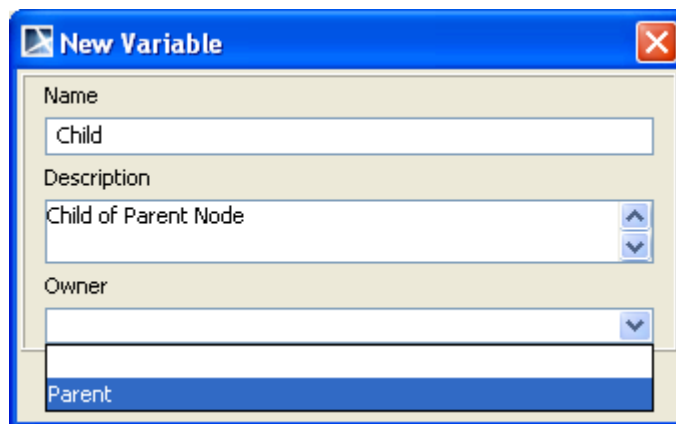 New Variable
Name
Child
Description
Child of Parent Node
Owner
Parent